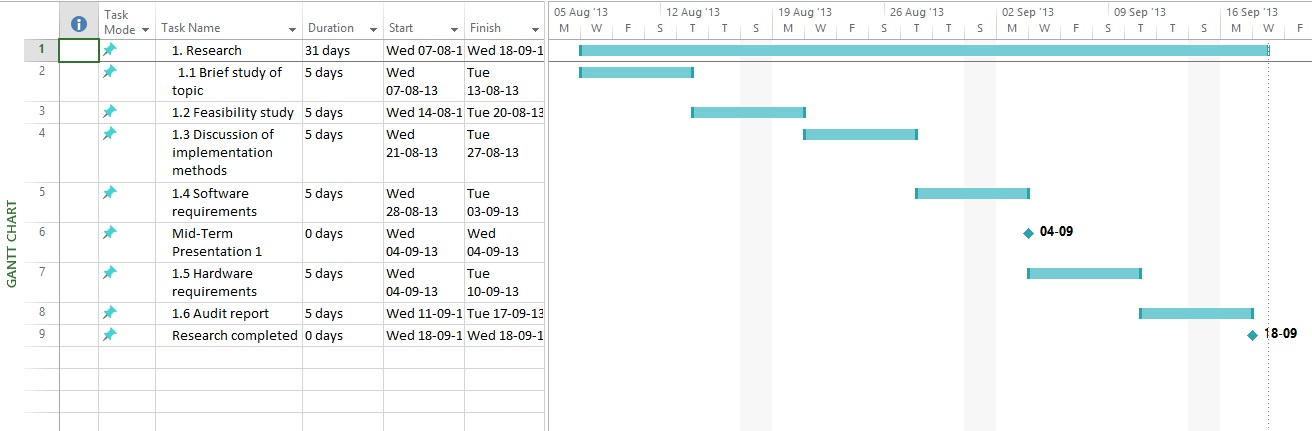 05 Aug '13 12 Aug '13 19 Aug '13 26 Aug '13 02 Sep '13 09 Sep '13 16 Sep '13
Task
Mode Task Name Duration Start Finish M W F S T T S M W F S T T S M W F S T T S M W F
1 1. Research 31 days Wed 07-08-1 Wed 18-09-1
2 1.1 Brief study of 5 days Wed Tue
topic 07-08-13 13-08-13
3 1.2 Feasibility study 5 days Wed 14-08-1 Tue 20-08-13
4 1.3 Discussion of 5 days Wed Tue
implementation 21-08-13 27-08-13
methods
5 1.4 Software 5 days Wed Tue
requirements 28-08-13 03-09-13
6 Mid-Term 0 days Wed Wed 04-09
Presentation 1 04-09-13 04-09-13
7 1.5 Hardware 5 days Wed Tue
requirements 04-09-13 10-09-13
8 1.6 Audit report 5 days Wed 11-09-1 Tue 17-09-13
9 Research completed 0 days Wed 18-09-1 Wed 18-09-1 18-09
GANTT CHART